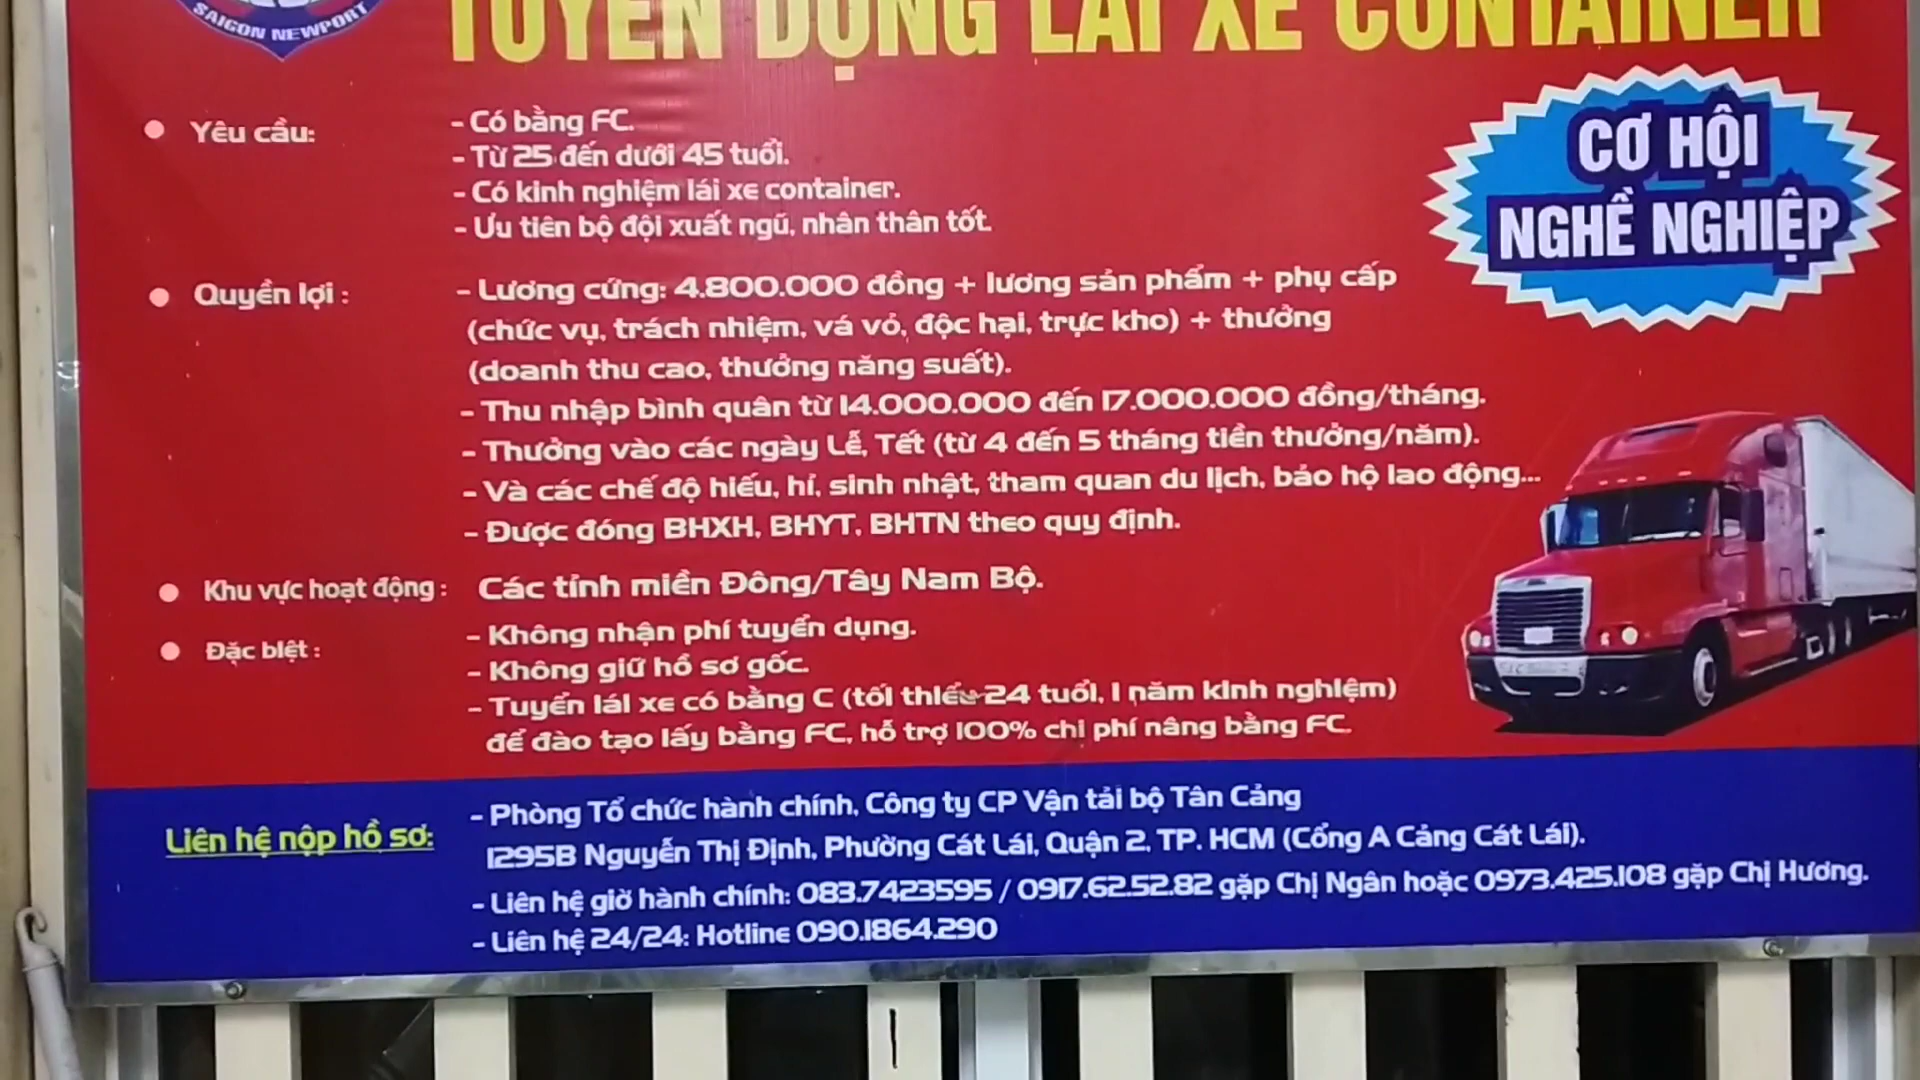 SAIGON NEWPORT
TUYỂN DỤNG LÁI XE CONTAINER
CƠ HỘI
NGHỀ NGHIỆP
Yêu cầu:
- Có bằng FC.
- Từ 25 đến dưới 45 tuổi.
- Có kinh nghiệm lái xe container.
- Ưu tiên bộ đội xuất ngũ, nhân thân tốt.
Quyền lợi :
- Lương cứng: 4.800.000 đồng + lương sản phẩm + phụ cấp
(chức vụ, trách nhiệm, vá vỏ, độc hại, trực kho) + thưởng
(doanh thu cao, thưởng năng suất).
- Thu nhập bình quân từ 14.000.000 đến 17.000.000 đồng/tháng.
- Thưởng vào các ngày Lễ, Tết (từ 4 đến 5 tháng tiền thưởng/năm).
- Và các chế độ hiếu, hỉ, sinh nhật, tham quan du lịch, bảo hộ lao động...
- Được đóng BHXH, BHYT, BHTN theo quy định.
Khu vực hoạt động : Các tỉnh miền Đông/Tây Nam Bộ.
Đặc biệt :
- Không nhận phí tuyển dụng.
- Không giữ hồ sơ gốc.
- Tuyển lái xe có bằng C (tối thiểu 24 tuổi, 1 năm kinh nghiệm)
để đào tạo lấy bằng FC, hỗ trợ 100% chi phí nâng bằng FC.
Liên hệ nộp hồ sơ:
- Phòng Tổ chức hành chính, Công ty CP Vận tải bộ Tân Cảng
1295B Nguyễn Thị Định, Phường Cát Lái, Quận 2, TP. HCM (Cổng A Cảng Cát Lái).
- Liên hệ giờ hành chính: 083.7423595 / 0917.62.52.82 gặp Chị Ngân hoặc 0973.425.108 gặp Chị Hương.
- Liên hệ 24/24: Hotline 090.1864.290